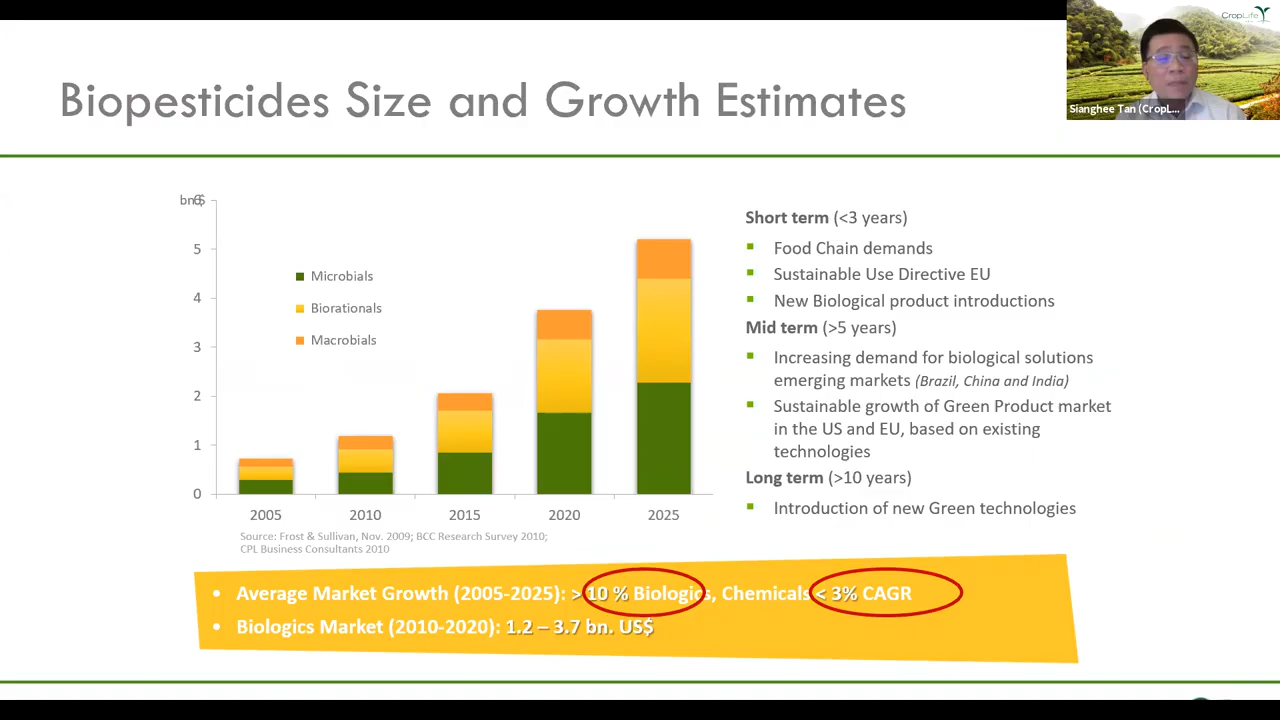 CropLife
Sianghee Tan (CropL...
Biopesticides Size and Growth Estimates
bn $
6
5
4
3
2
1
0
Microbials
Biorationals
Macrobials
2005 2010 2015 2020 2025
Source: Frost & Sullivan, Nov. 2009; BCC Research Survey 2010;
CPL Business Consultants 2010
Short term (<3 years)
Food Chain demands
Sustainable Use Directive EU
New Biological product introductions
Mid term (>5 years)
Increasing demand for biological solutions
emerging markets (Brazil, China and India)
Sustainable growth of Green Product market
in the US and EU, based on existing
technologies
Long term (>10 years)
Introduction of new Green technologies
• Average Market Growth (2005-2025): > 10 % Biologics, Chemicals < 3% CAGR
• Biologics Market (2010-2020): 1.2 – 3.7 bn. US$